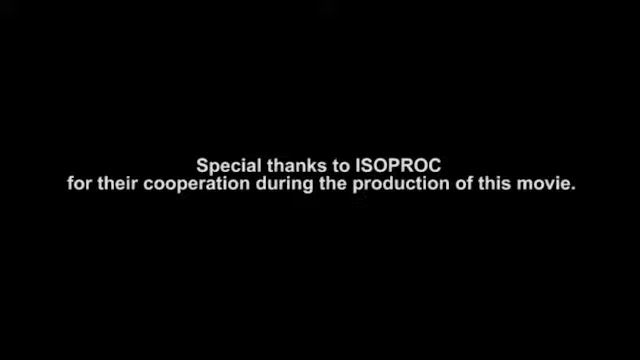 Special thanks to ISOPROC
for their cooperation during the production of this movie.